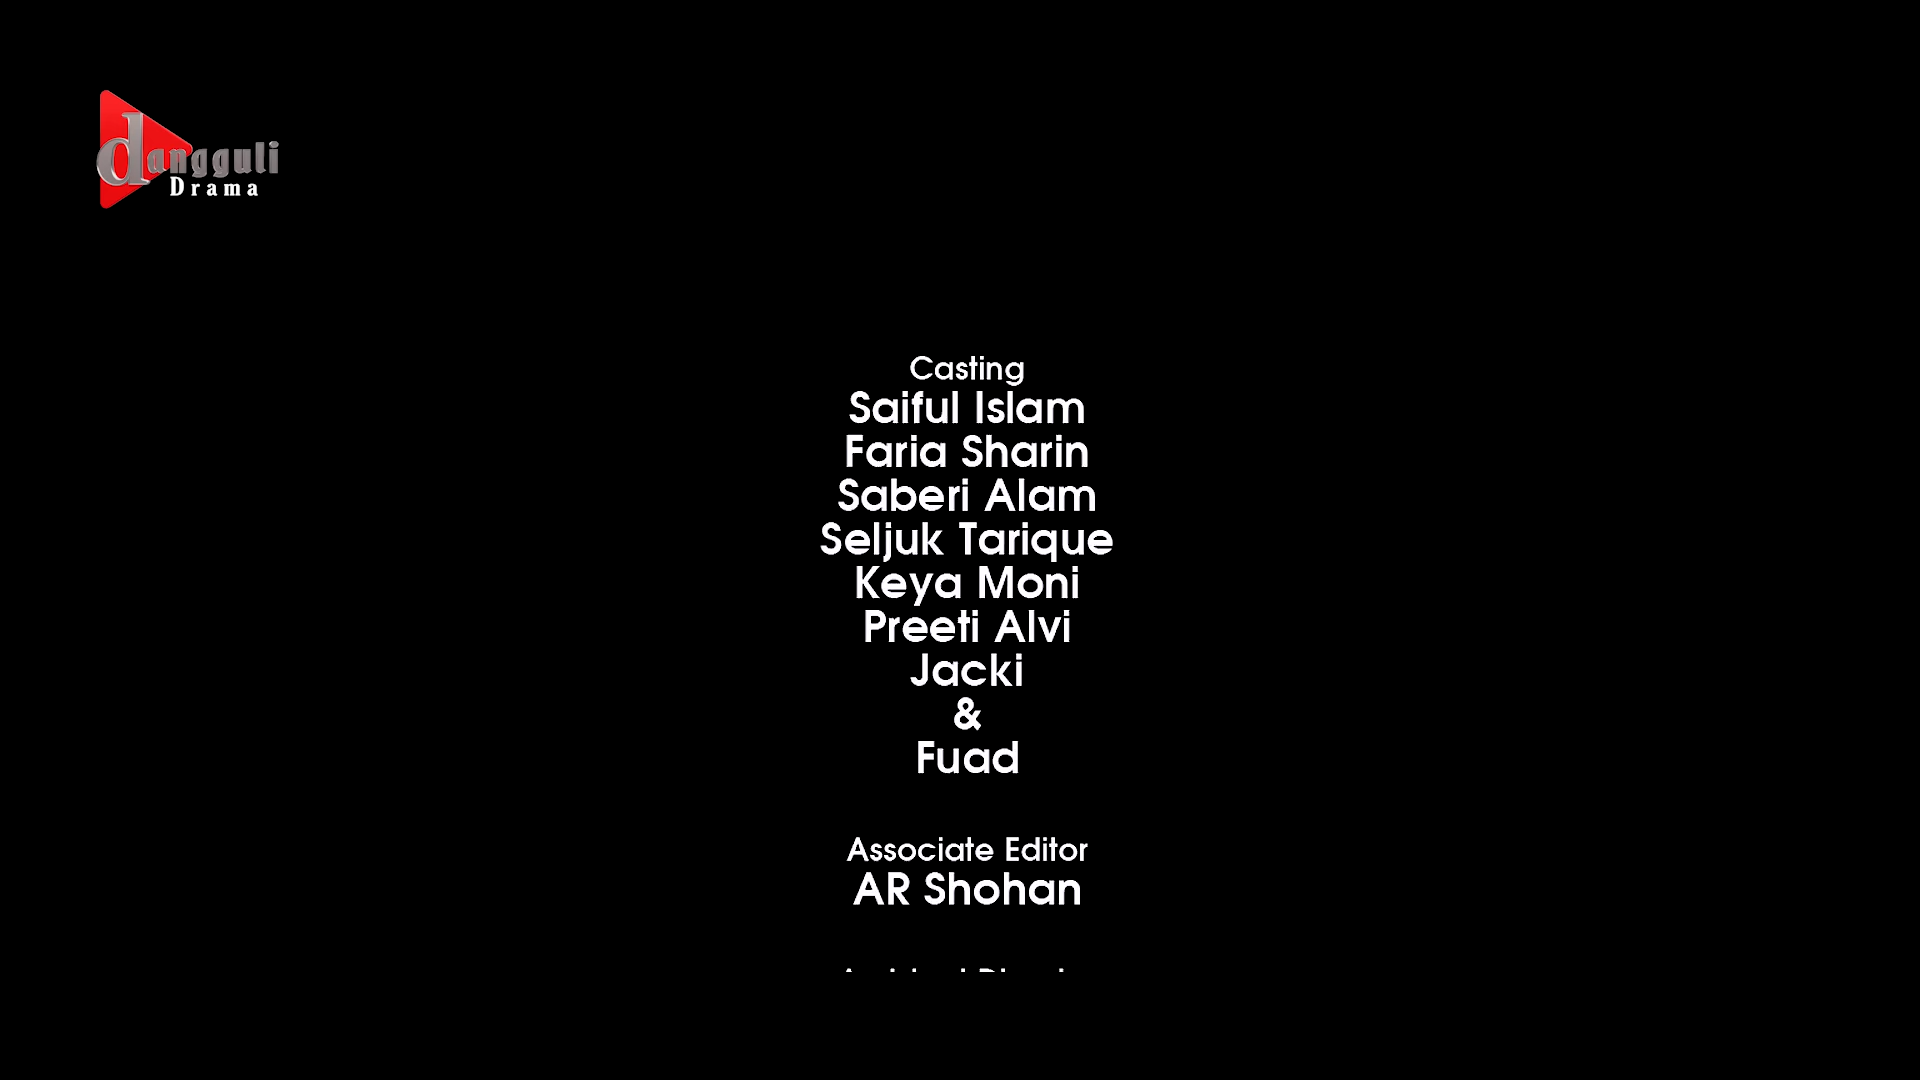 dangguli
Drama
Casting
Saiful Islam
Faria Sharin
Saberi Alam
Seljuk Tarique
Keya Moni
Preeti Alvi
Jacki
&
Fuad
Associate Editor
AR Shohan